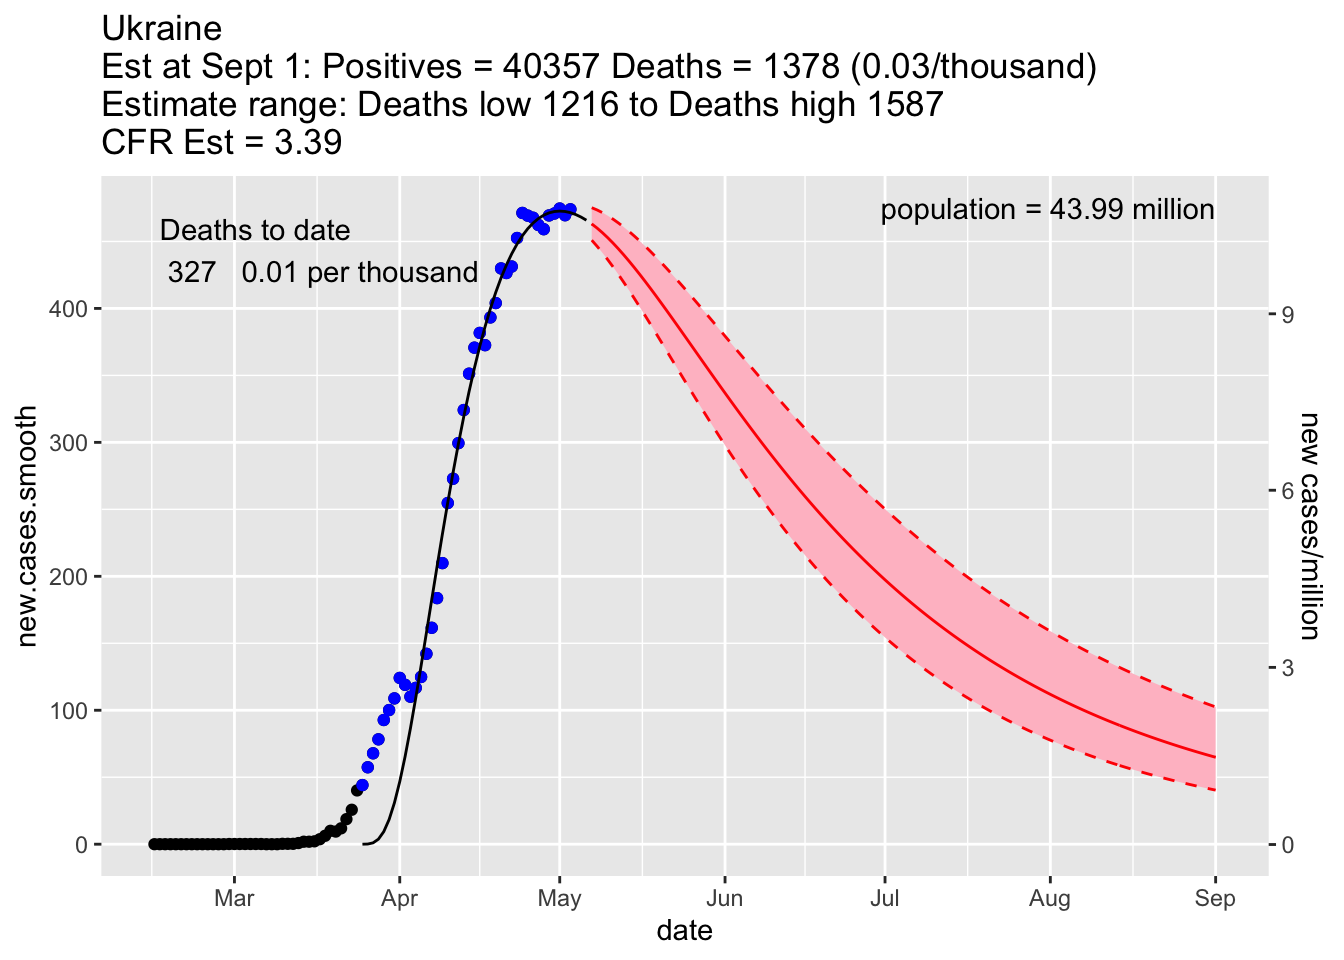 Ukraine
Est at Sept 1: Positives = 40357 Deaths = 1378 (0.03/thousand)
Estimate range: Deaths low 1216 to Deaths high 1587
CFR Est = 3.39
population = 43.99 million
Deaths to date
327 0.01 per thousand
new.cases.smooth
400
300
200
100
0
new cases/million
9
6
3
0
Mar Apr May Jun Jul Aug Sep
date